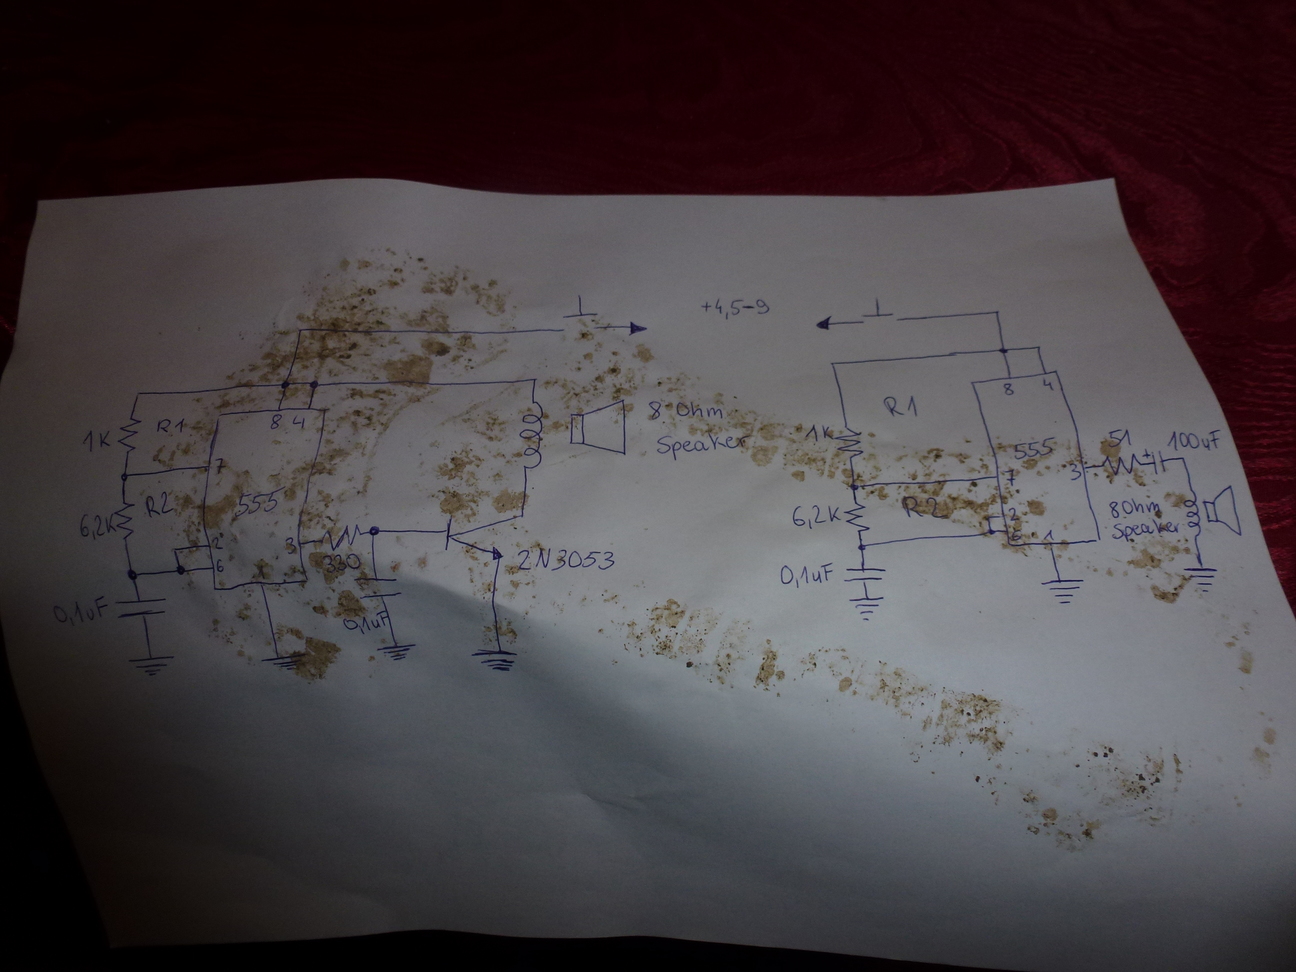 +4,5-9
1K
R1
8 4
7
8 Ohm
Speaker
6,2K
R2
555
2
6
3
330
2N3053
0,1uF
0,1uF
8
4
R1
1K
555
7
3
51
+
100uF
6,2K
R2
2
6
1
8 Ohm
Speaker
0,1uF